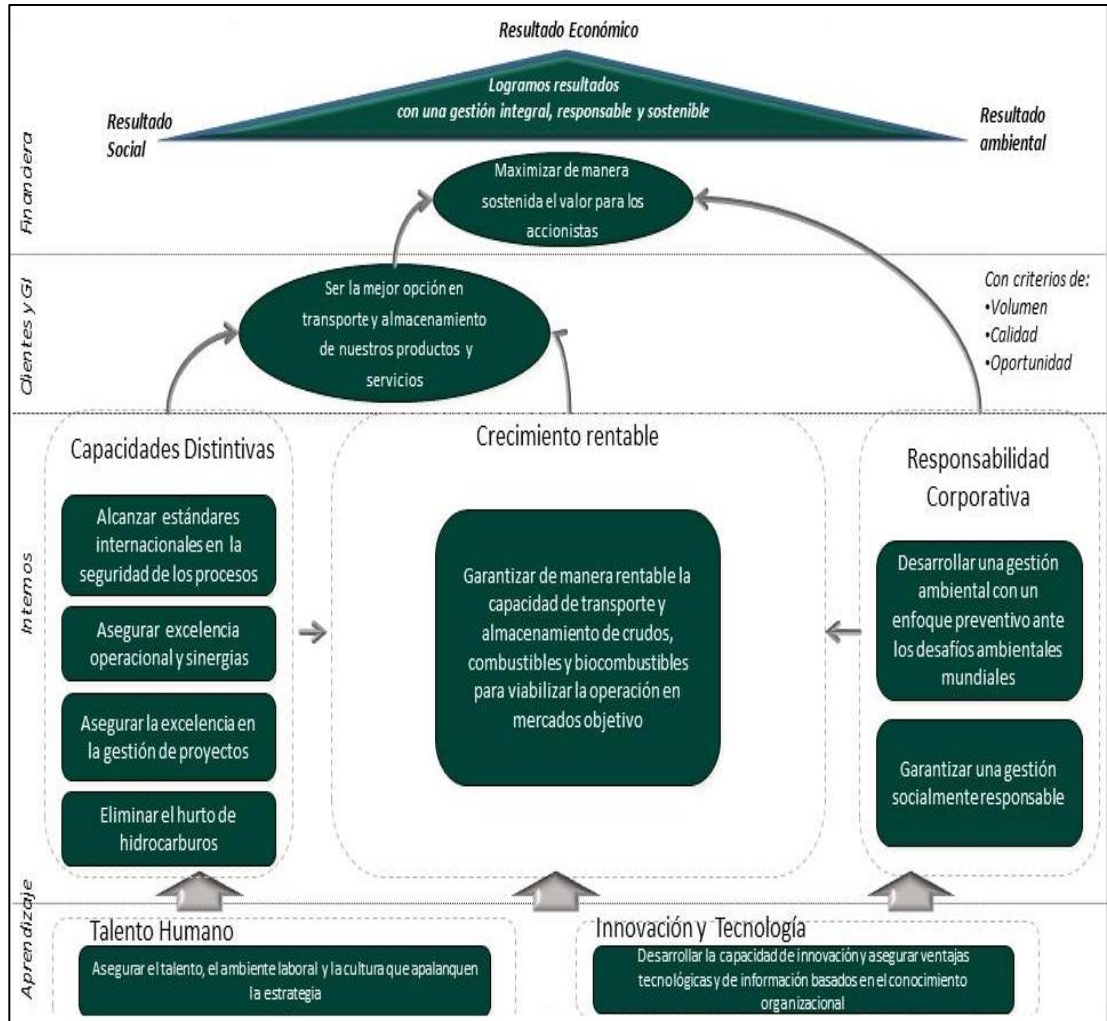 Resultado Económico
Logramos resultados
con una gestión integral, responsable y sostenible
Resultado
Social
Resultado
ambiental
Financiera
Maximizar de manera
sostenida el valor para los
accionistas
Clientes y GI
Ser la mejor opción en
transporte y almacenamiento
de nuestros productos y
servicios
Con criterios de:
•Volumen
•Calidad
•Oportunidad
Internos
Capacidades Distintivas
Alcanzar estándares
internacionales en la
seguridad de los procesos
Asegurar excelencia
operacional y sinergias
Asegurar la excelencia en
la gestión de proyectos
Eliminar el hurto de
hidrocarburos
Crecimiento rentable
Garantizar de manera rentable la
capacidad de transporte y
almacenamiento de crudos,
combustibles y biocombustibles
para viabilizar la operación en
mercados objetivo
Responsabilidad
Corporativa
Desarrollar una gestión
ambiental con un
enfoque preventivo ante
los desafíos ambientales
mundiales
Garantizar una gestión
socialmente responsable
Aprendizaje
Talento Humano
Asegurar el talento, el ambiente laboral y la cultura que apalanquen
la estrategia
Innovación y Tecnología
Desarrollar la capacidad de innovación y asegurar ventajas
tecnológicas y de información basados en el conocimiento
organizacional